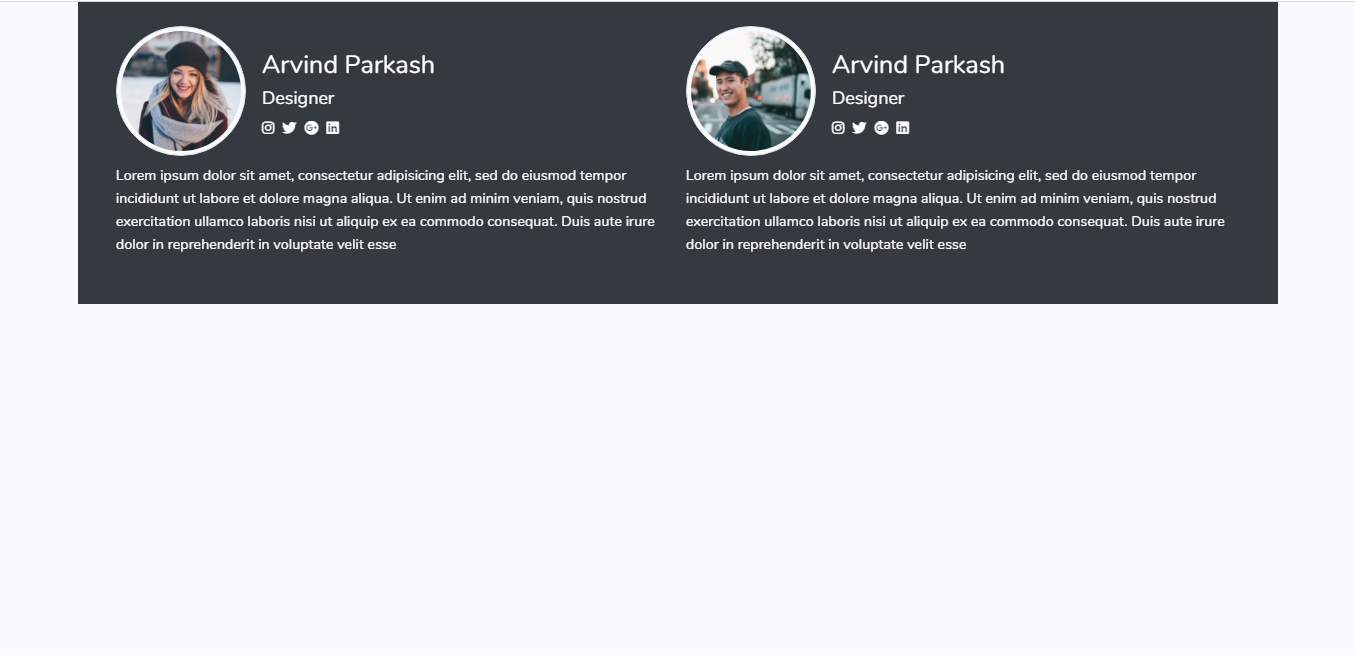 Arvind Parkash
Designer
Lorem ipsum dolor sit amet, consectetur adipisicing elit, sed do eiusmod tempor
incididunt ut labore et dolore magna aliqua. Ut enim ad minim veniam, quis nostrud
exercitation ullamco laboris nisi ut aliquip ex ea commodo consequat. Duis aute irure
dolor in reprehenderit in voluptate velit esse
Arvind Parkash
Designer
Lorem ipsum dolor sit amet, consectetur adipisicing elit, sed do eiusmod tempor
incididunt ut labore et dolore magna aliqua. Ut enim ad minim veniam, quis nostrud
exercitation ullamco laboris nisi ut aliquip ex ea commodo consequat. Duis aute irure
dolor in reprehenderit in voluptate velit esse